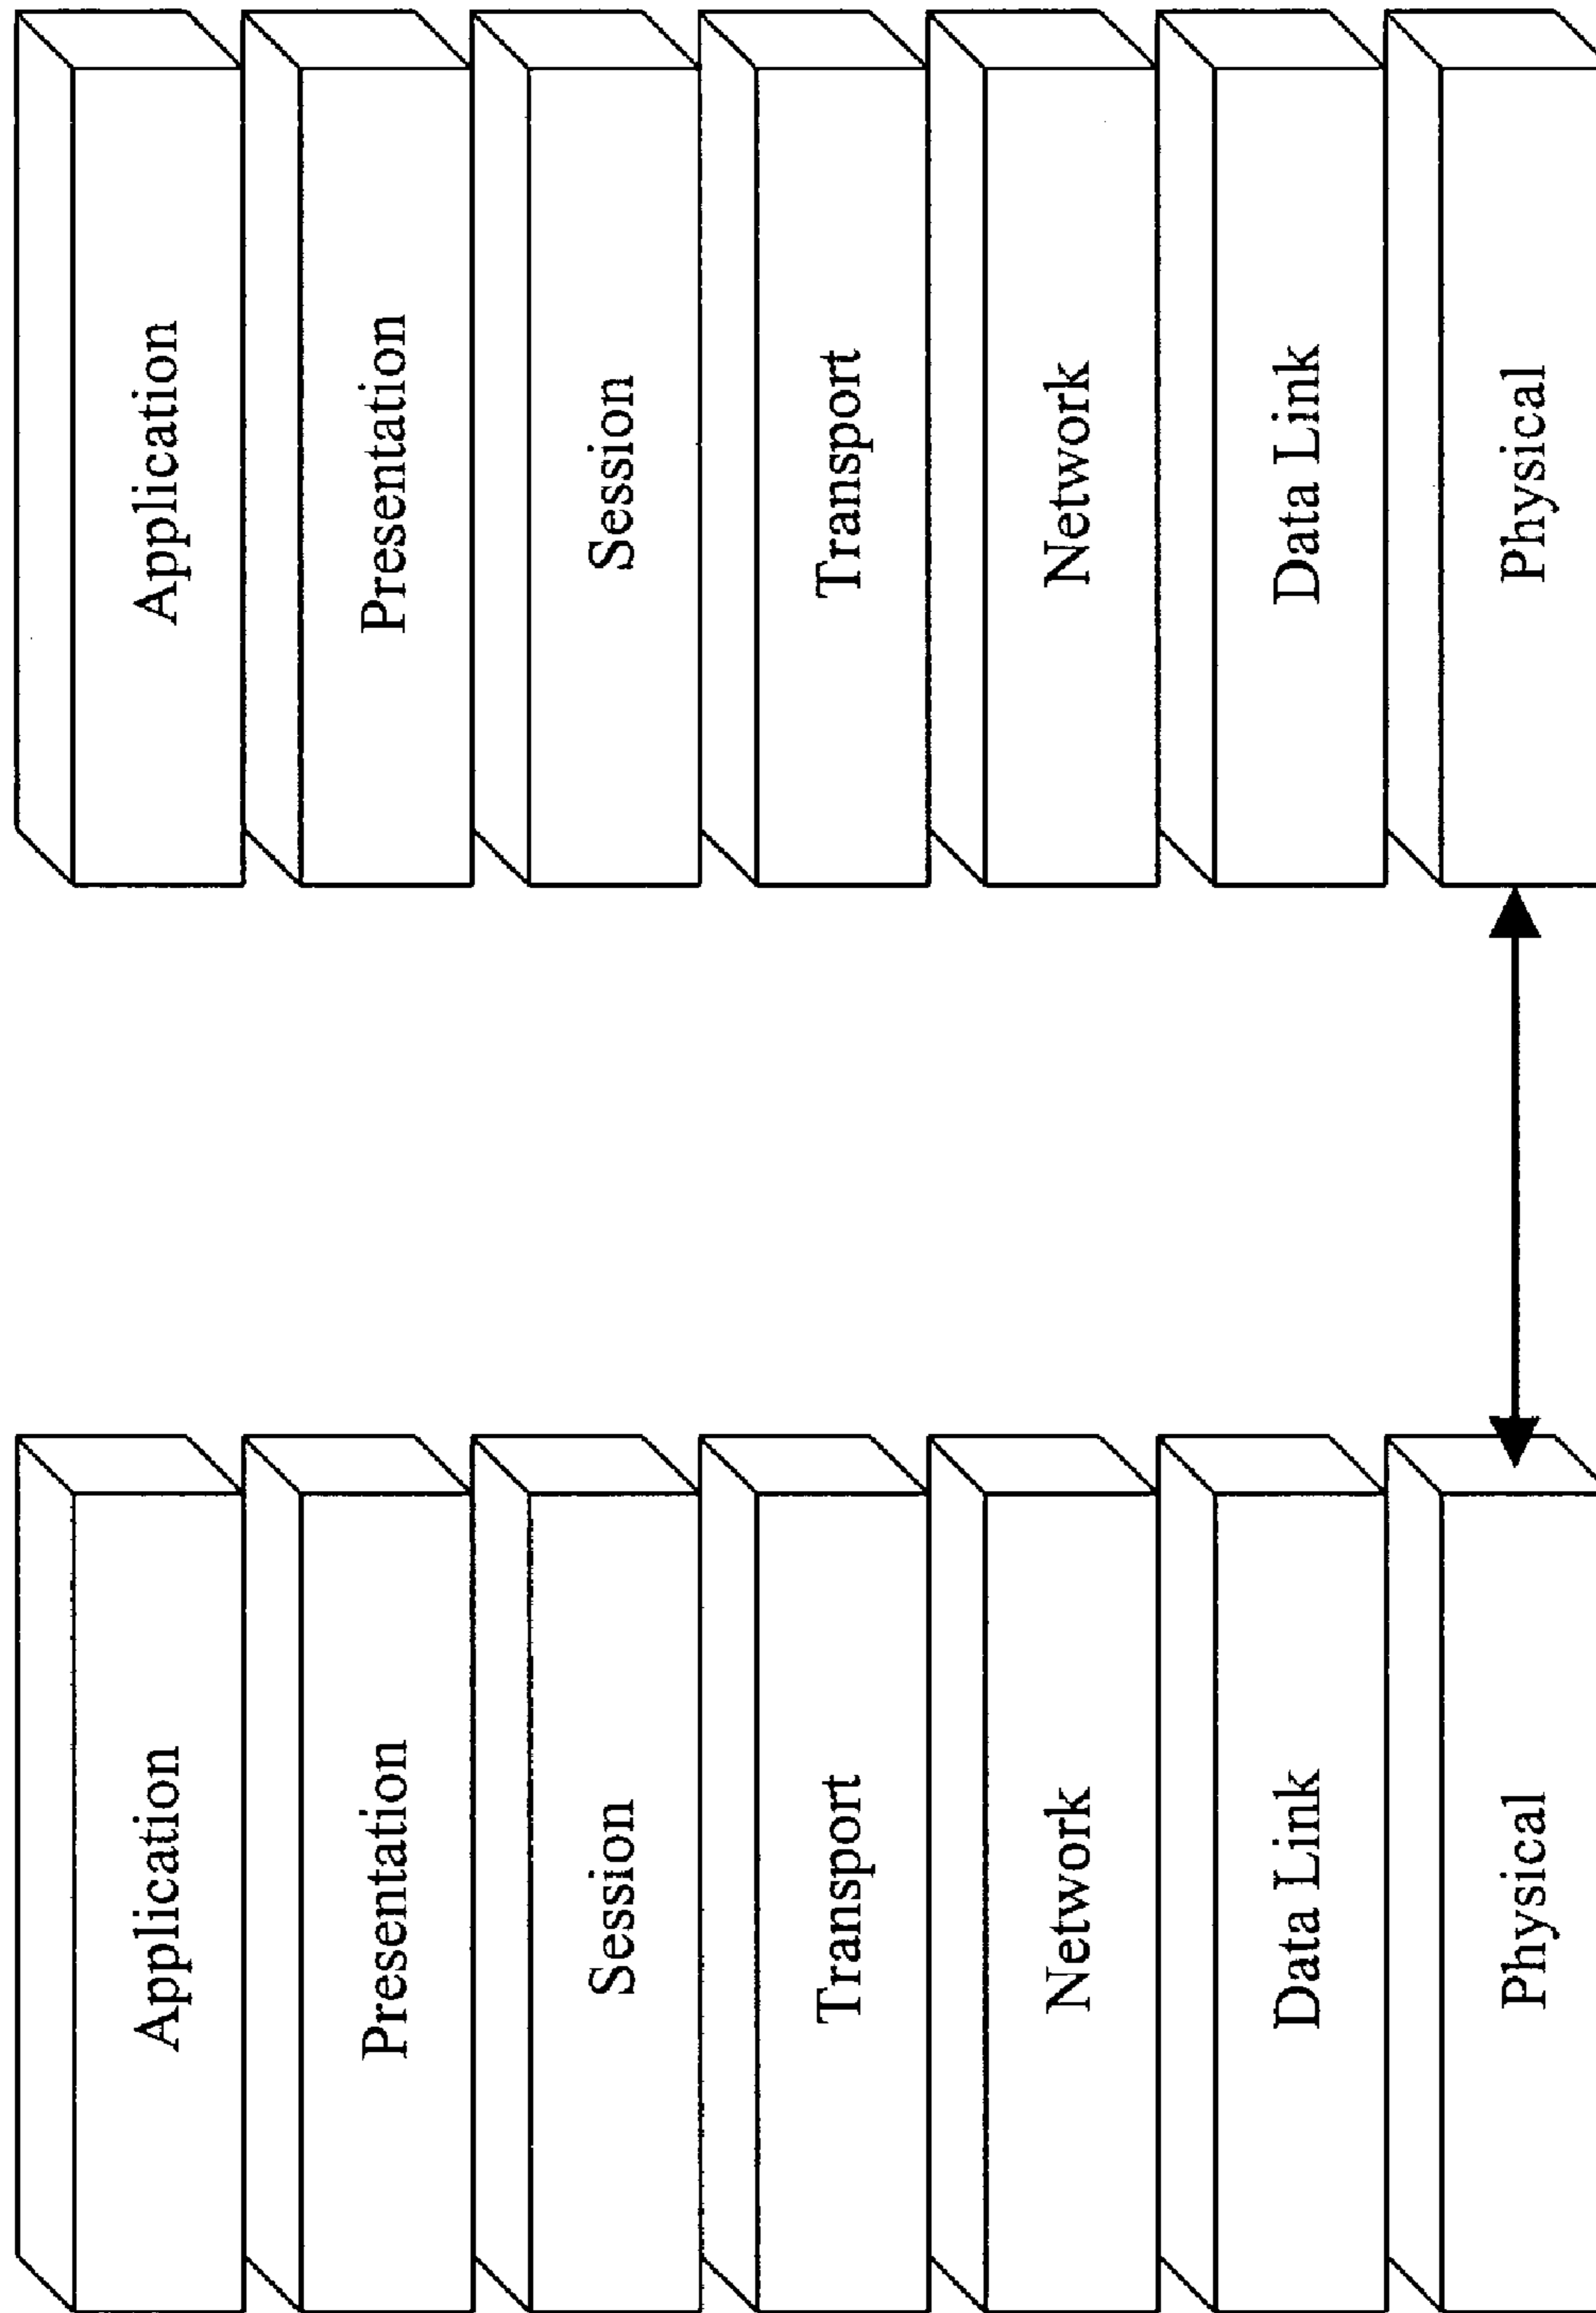 Application
Presentation
Session
Transport
Network
Data Link
Physical
Application
Presentation
Session
Transport
Network
Data Link
Physical